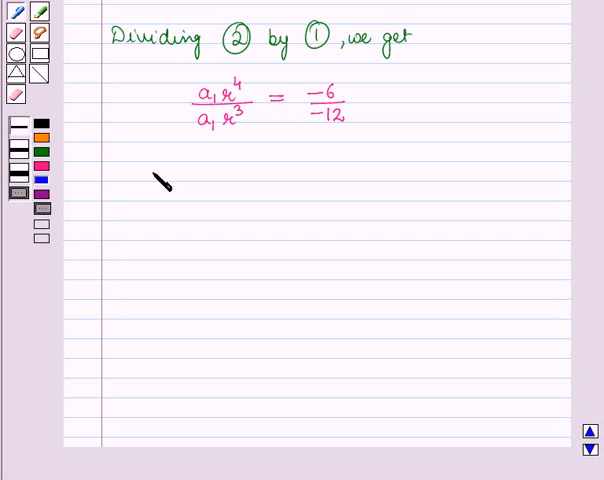 Dividing ② by ①, we get
a₁r⁴/a₁r³ = -6/-12